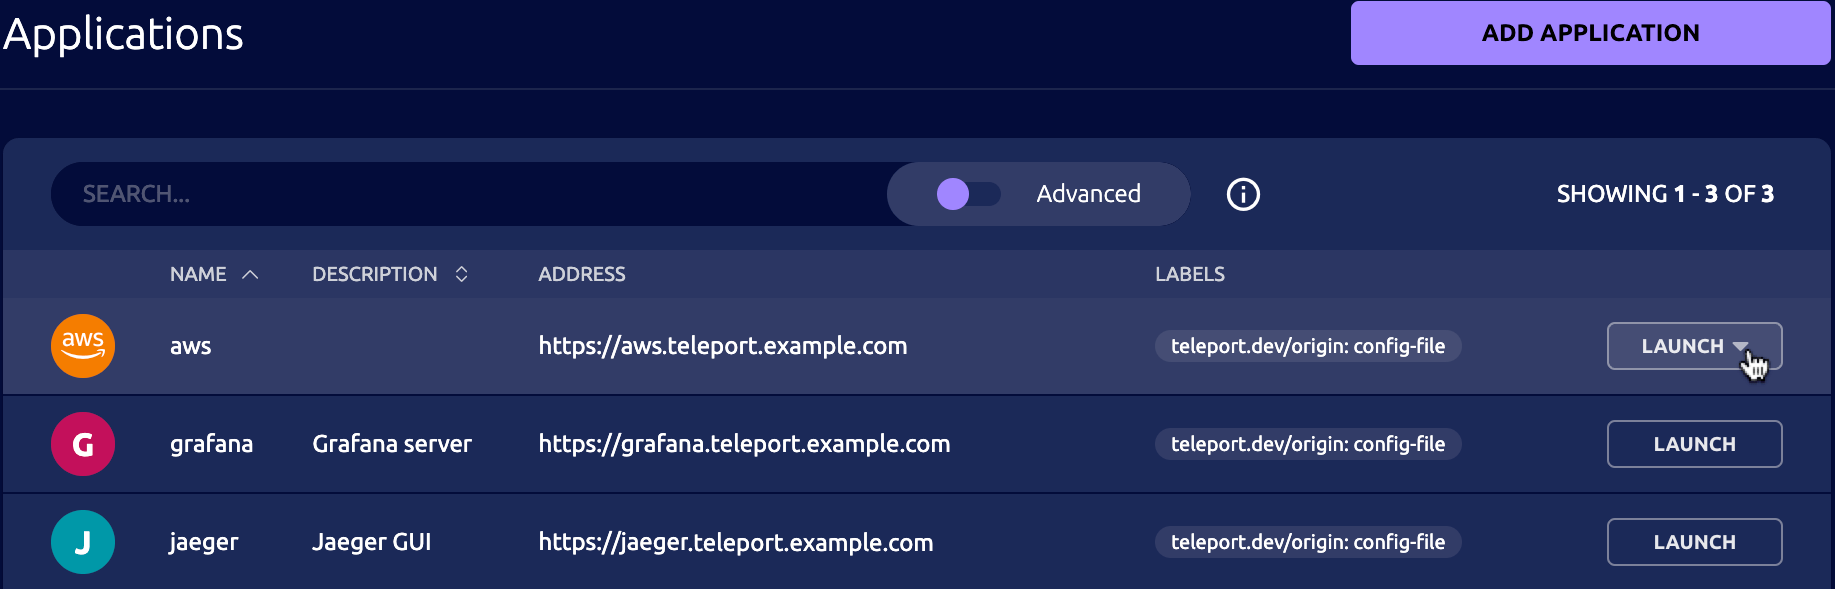 Applications
ADD APPLICATION
SEARCH...
Advanced
SHOWING 1 - 3 OF 3
NAME DESCRIPTION ADDRESS LABELS
aws aws https://aws.teleport.example.com teleport.dev/origin: config-file LAUNCH
G grafana Grafana server https://grafana.teleport.example.com teleport.dev/origin: config-file LAUNCH
J jaeger Jaeger GUI https://jaeger.teleport.example.com teleport.dev/origin: config-file LAUNCH